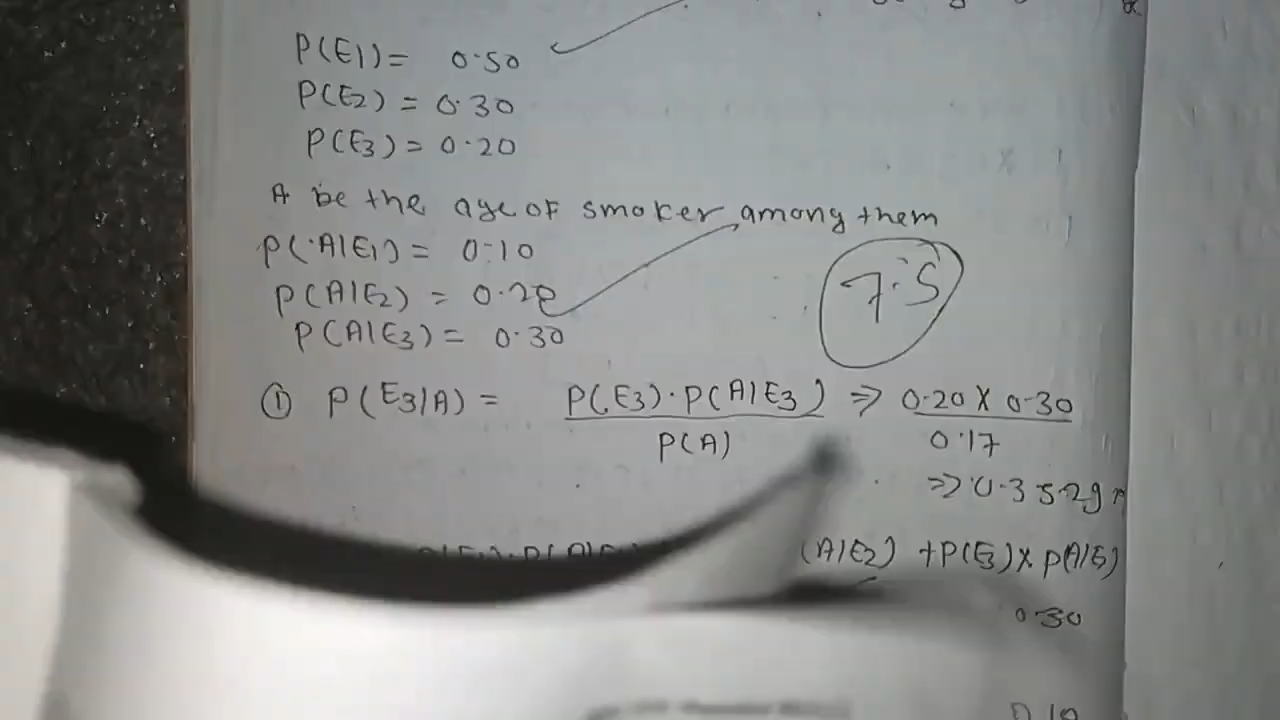 P(E1) = 0.50
P(E2) = 0.30
P(E3) = 0.20
A be the age of smoker among them
P(A|E1) = 0.10
P(A|E2) = 0.20
P(A|E3) = 0.30
7.5
① P(E3/A) = P(E3)·P(A|E3) / P(A) ⇒ 0.20 X 0.30 / 0.17
⇒ 0.3529
(A|E2) + P(E3) x P(A/E)
0.30